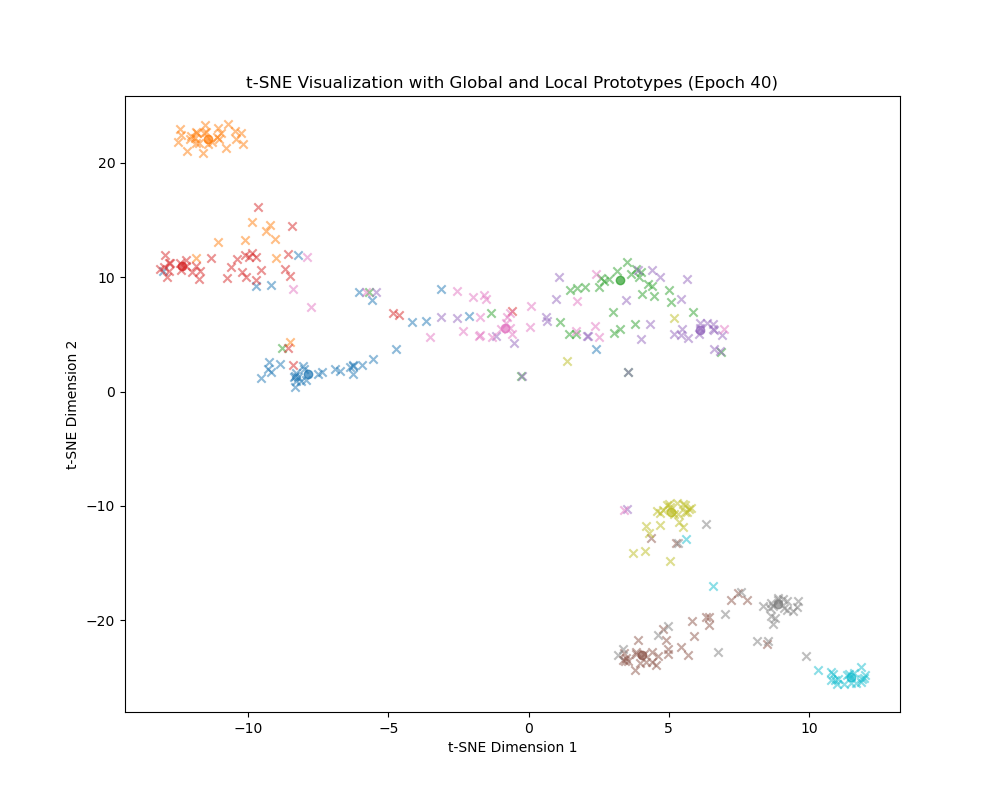 t-SNE Visualization with Global and Local Prototypes (Epoch 40)
20
10
0
−10
−20
t-SNE Dimension 2
−10 −5 0 5 10
t-SNE Dimension 1